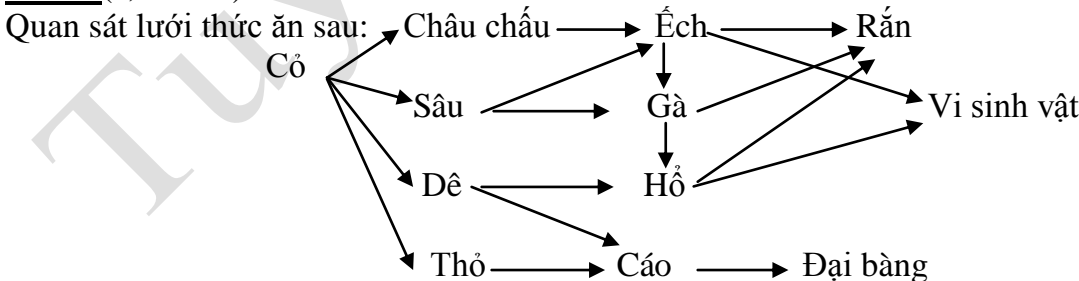 Quan sát lưới thức ăn sau: Châu chấu Ếch Rắn
Cỏ
Sâu Gà Vi sinh vật
Dê Hổ
Thỏ Cáo Đại bàng
Tuy